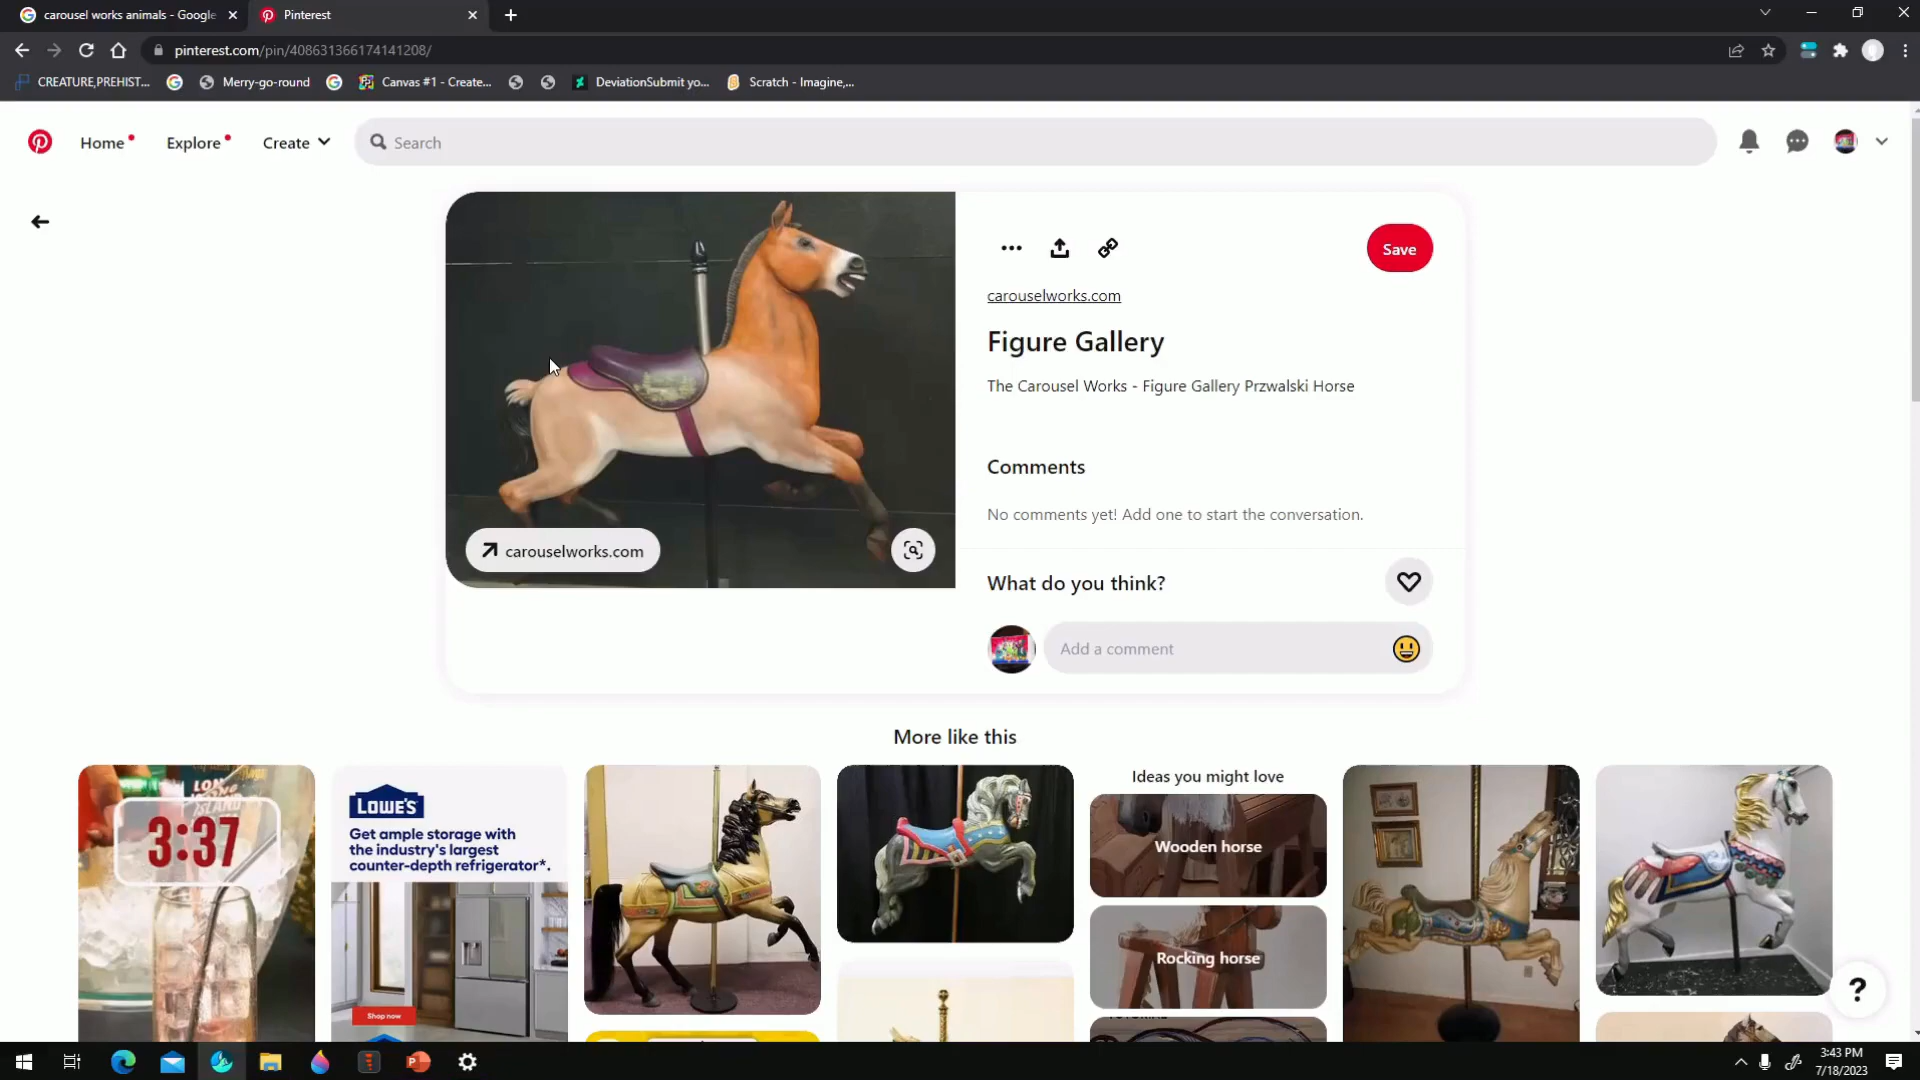 carousel works animals - Google
Pinterest
pinterest.com/pin/408631366174141208/
CREATURE,PREHIST...
Merry-go-round
Canvas #1 - Create...
DeviationSubmit yo...
Scratch - Imagine,...
Home
Explore
Create
Search
Save
carouselworks.com
Figure Gallery
The Carousel Works - Figure Gallery Przwalski Horse
Comments
No comments yet! Add one to start the conversation.
carouselworks.com
What do you think?
Add a comment
More like this
3:37
LOWE'S
Get ample storage with
the industry's largest
counter-depth refrigerator*.
Shop now
Ideas you might love
Wooden horse
Rocking horse
?
3:43 PM
7/18/2023